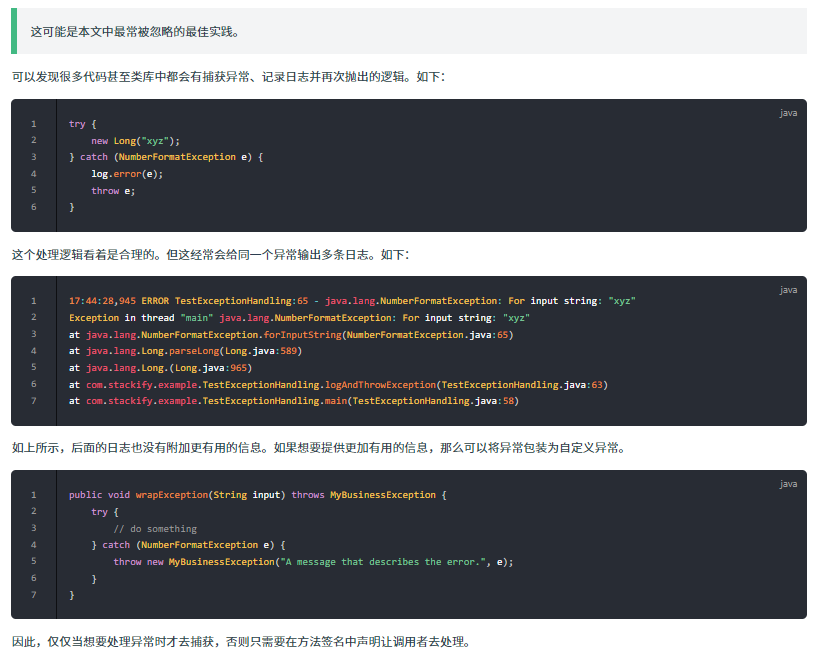 这可能是本文中最常被忽略的最佳实践。
可以发现很多代码甚至类库中都会有捕获异常、记录日志并再次抛出的逻辑。如下：
java
1 try {
2     new Long("xyz");
3 } catch (NumberFormatException e) {
4     log.error(e);
5     throw e;
6 }
这个处理逻辑看着是合理的。但这经常会给同一个异常输出多条日志。如下：
java
1 17:44:28,945 ERROR TestExceptionHandling:65 - java.lang.NumberFormatException: For input string: "xyz"
2 Exception in thread "main" java.lang.NumberFormatException: For input string: "xyz"
3 at java.lang.NumberFormatException.forInputString(NumberFormatException.java:65)
4 at java.lang.Long.parseLong(Long.java:589)
5 at java.lang.Long.(Long.java:965)
6 at com.stackify.example.TestExceptionHandling.logAndThrowException(TestExceptionHandling.java:63)
7 at com.stackify.example.TestExceptionHandling.main(TestExceptionHandling.java:58)
如上所示，后面的日志也没有附加更有用的信息。如果想要提供更加有用的信息，那么可以将异常包装为自定义异常。
java
1 public void wrapException(String input) throws MyBusinessException {
2     try {
3         // do something
4     } catch (NumberFormatException e) {
5         throw new MyBusinessException("A message that describes the error.", e);
6     }
7 }
因此，仅仅当想要处理异常时才去捕获，否则只需要在方法签名中声明让调用者去处理。